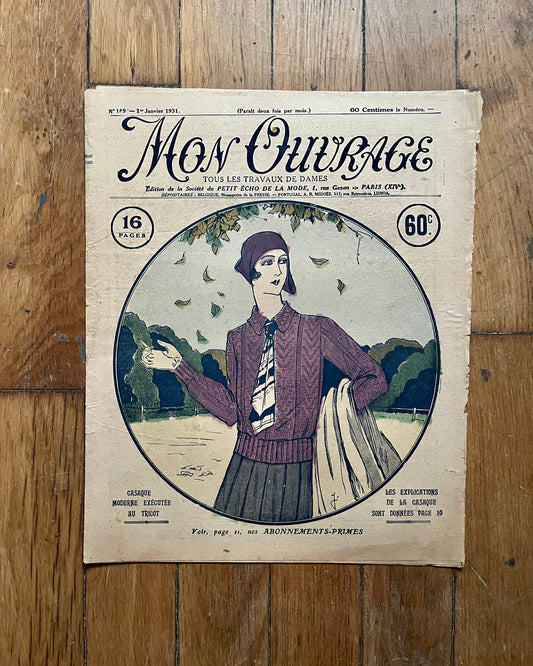 — 1er Janvier 1931.
(Paraît deux fois par mois.)
60 Centimes le Numéro. —
MON OUVRAGE
TOUS LES TRAVAUX DE DAMES
Édition de la Société du PETIT ÉCHO DE LA MODE, 1, rue Gazan — PARIS (XIVe).
DÉPOSITAIRES : BELGIQUE, Messageries de la PRESSE. — PORTUGAL, A. R. 112, rua LISBOA.
16
PAGES
60c.
CASAQUE
MODERNE EXÉCUTÉE
AU TRICOT
LES EXPLICATIONS
DE LA CASAQUE
SONT DONNÉES PAGE 10
Voir, page 11, nos ABONNEMENTS-PRIMES